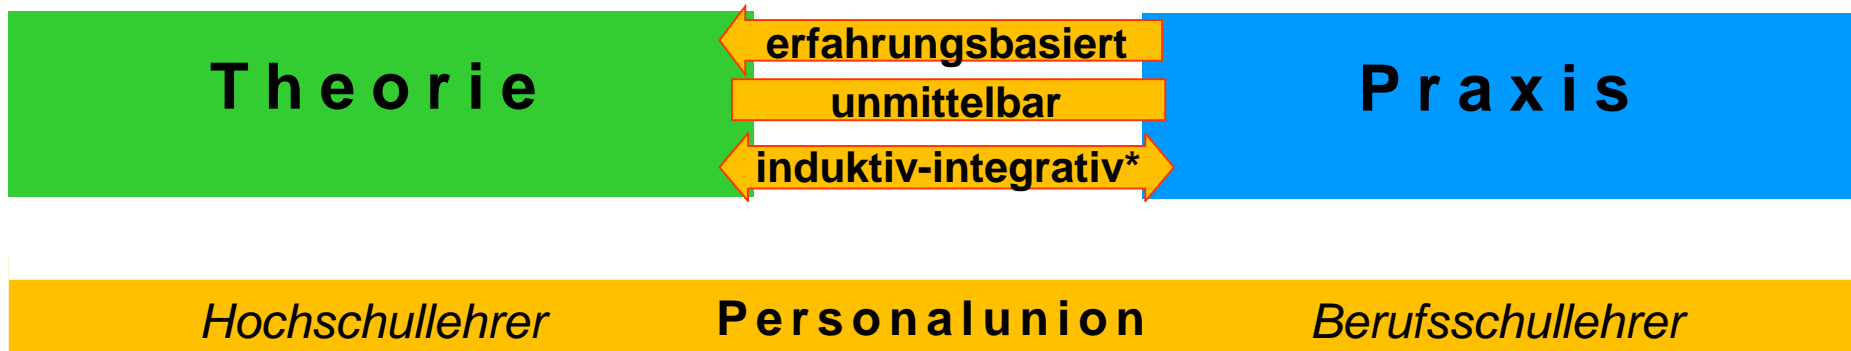 Theorie
erfahrungsbasiert
unmittelbar
induktiv-integrativ*
Praxis
Hochschullehrer Personalunion Berufsschullehrer